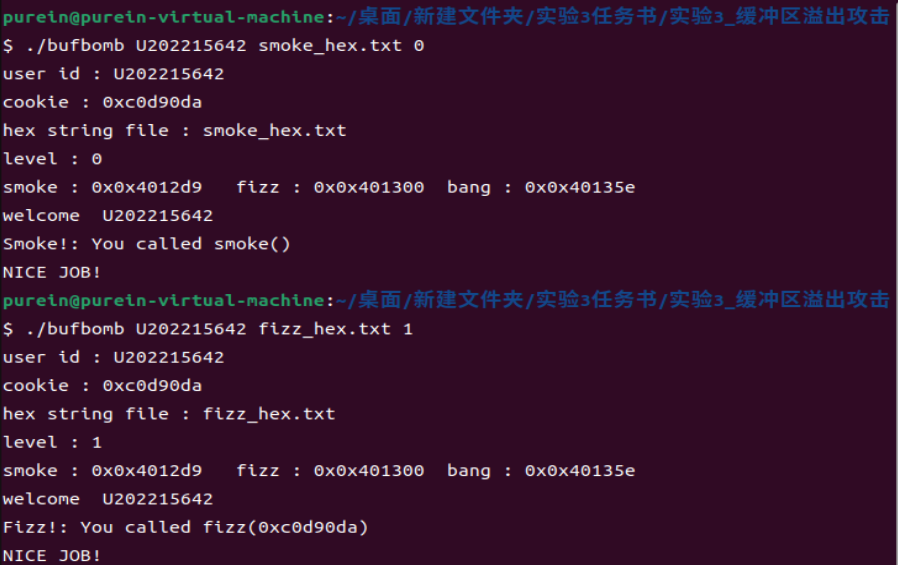 purein@purein-virtual-machine:~/桌面/新建文件夹/实验3任务书/实验3_缓冲区溢出攻击
$ ./bufbomb U202215642 smoke_hex.txt 0
user id : U202215642
cookie : 0xc0d90da
hex string file : smoke_hex.txt
level : 0
smoke : 0x0x4012d9   fizz : 0x0x401300  bang : 0x0x40135e
welcome  U202215642
Smoke!: You called smoke()
NICE JOB!
purein@purein-virtual-machine:~/桌面/新建文件夹/实验3任务书/实验3_缓冲区溢出攻击
$ ./bufbomb U202215642 fizz_hex.txt 1
user id : U202215642
cookie : 0xc0d90da
hex string file : fizz_hex.txt
level : 1
smoke : 0x0x4012d9   fizz : 0x0x401300  bang : 0x0x40135e
welcome  U202215642
Fizz!: You called fizz(0xc0d90da)
NICE JOB!